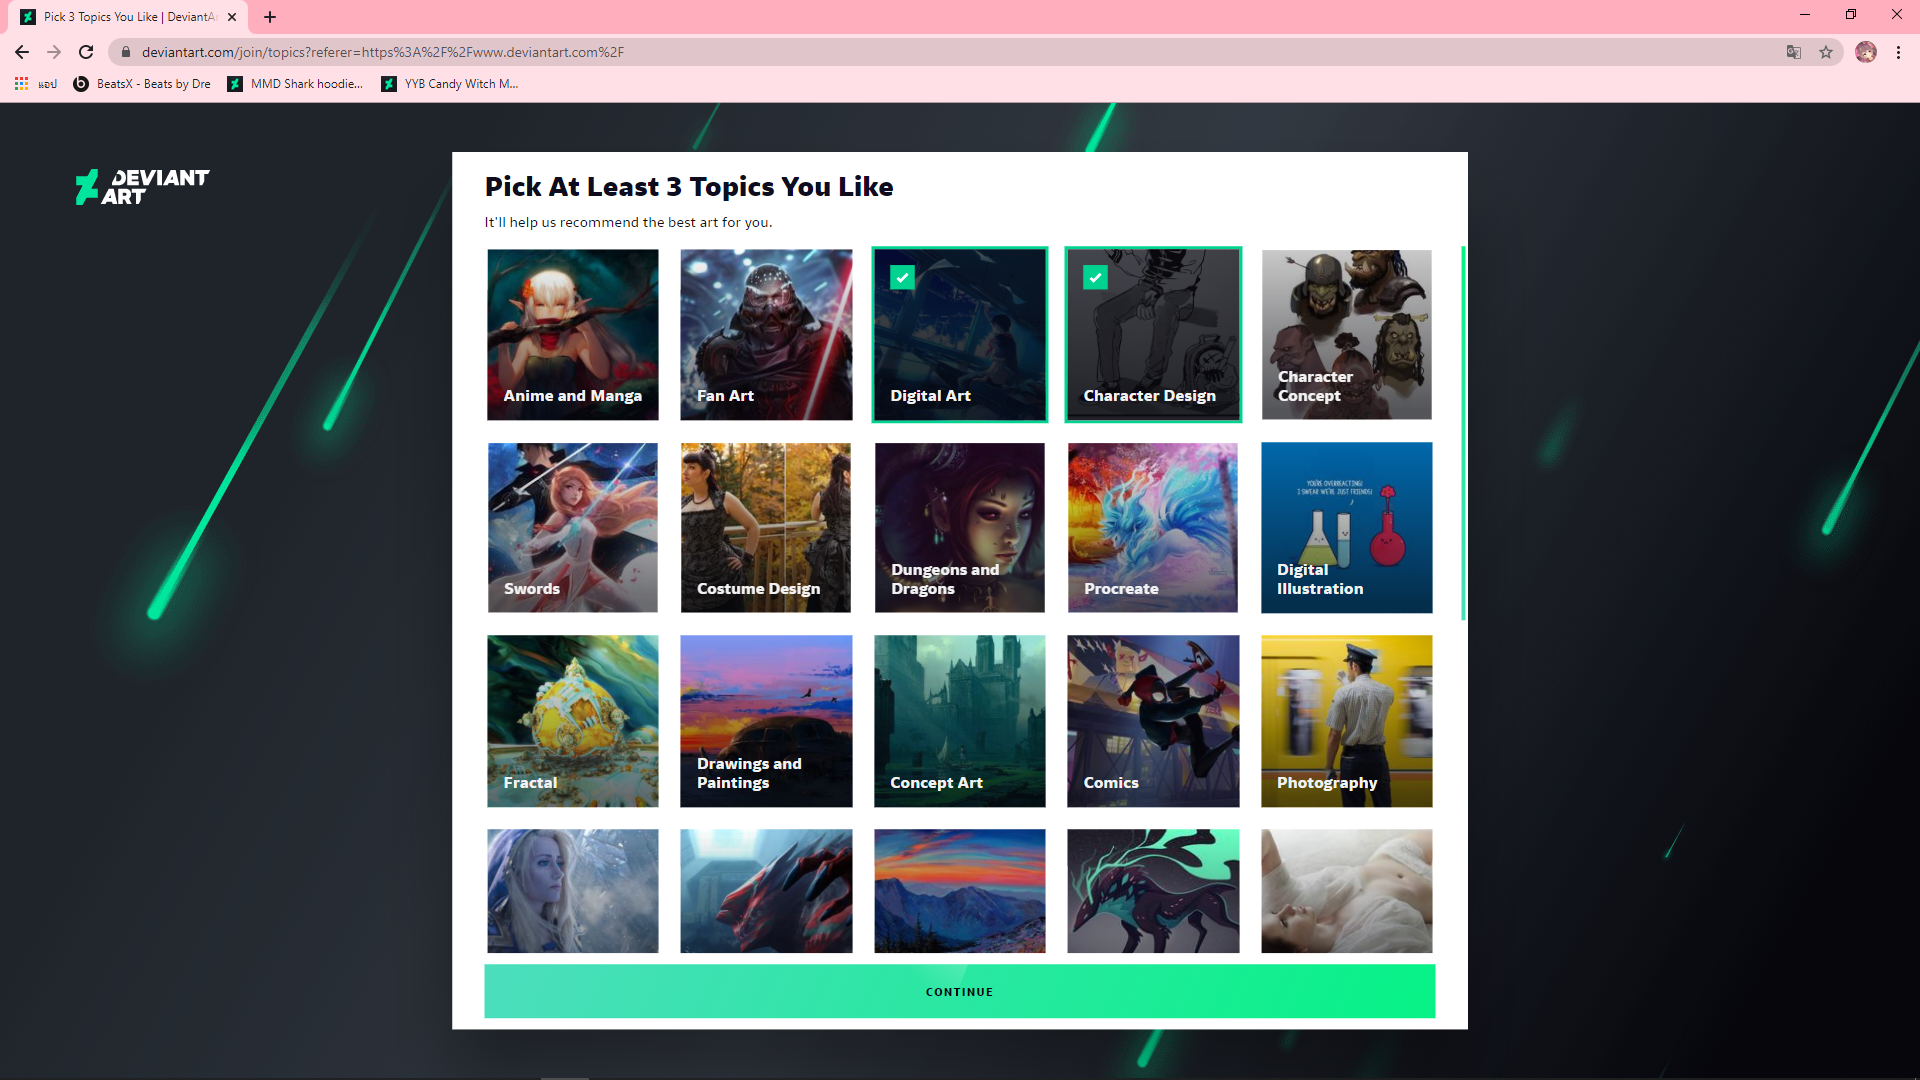 Pick 3 Topics You Like | DeviantAr
deviantart.com/join/topics?referer=https%3A%2F%2Fwww.deviantart.com%2F
แอป
BeatsX - Beats by Dre
MMD Shark hoodie...
YYB Candy Witch M...
DEVIANT
ART
Pick At Least 3 Topics You Like
It'll help us recommend the best art for you.
Anime and Manga
Fan Art
Digital Art
Character Design
Character
Concept
Swords
Costume Design
Dungeons and
Dragons
Procreate
YOU'RE OVERREACTING!
I SWEAR WE'RE JUST FRIENDS!
Digital
Illustration
Fractal
Drawings and
Paintings
Concept Art
Comics
Photography
CONTINUE